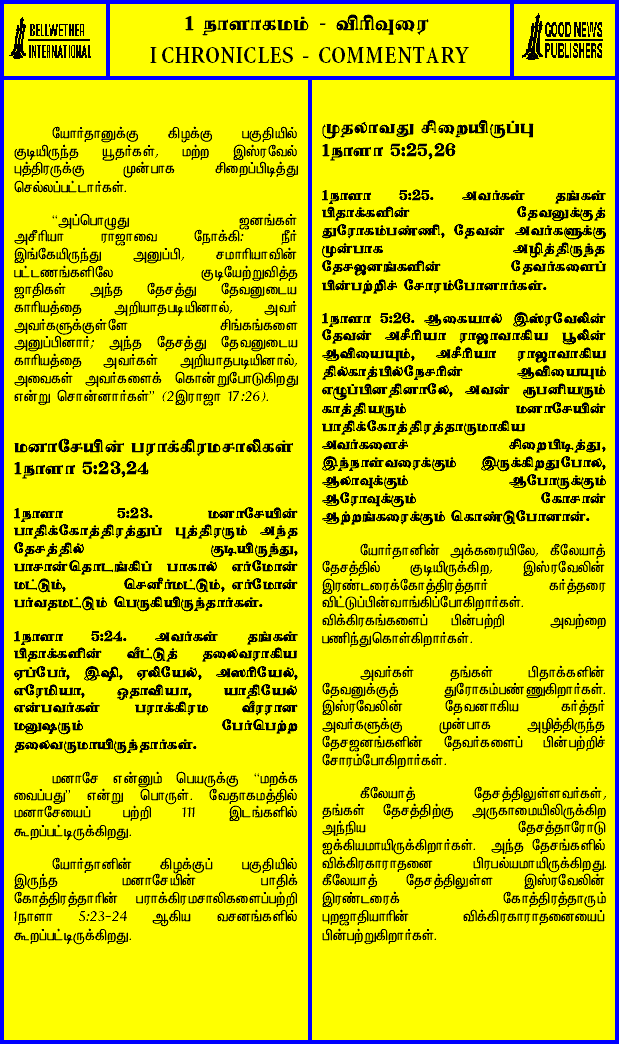 BELLWETHER
INTERNATIONAL
1 நாளாகமம் - விரிவுரை
I CHRONICLES - COMMENTARY
GOOD NEWS
PUBLISHERS
யோர்தானுக்கு கிழக்கு பகுதியில்
குடியிருந்த யூதர்கள், மற்ற இஸ்ரவேல்
புத்திரருக்கு முன்பாக சிறைப்பிடித்து
செல்லப்பட்டார்கள்.
“அப்பொழுது ஜனங்கள்
அசீரியா ராஜாவை நோக்கி: நீர்
இங்கேயிருந்து அனுப்பி, சமாரியாவின்
பட்டணங்களிலே குடியேற்றுவித்த
ஜாதிகள் அந்த தேசத்து தேவனுடைய
காரியத்தை அறியாதபடியினால், அவர்
அவர்களுக்குள்ளே சிங்கங்களை
அனுப்பினார்; அந்த தேசத்து தேவனுடைய
காரியத்தை அவர்கள் அறியாதபடியினால்,
அவைகள் அவர்களைக் கொன்றுபோடுகிறது
என்று சொன்னார்கள்” (2இராஜா 17:26).
மனாசேயின் பராக்கிரமசாலிகள்
1நாளா 5:23,24
1நாளா 5:23. மனாசேயின்
பாதிக்கோத்திரத்துப் புத்திரரும் அந்த
தேசத்தில் குடியிருந்து,
பாசான்தொடங்கிப் பாகால் எர்மோன்
மட்டும், செனீர்மட்டும், எர்மோன்
பர்வதமட்டும் பெருகியிருந்தார்கள்.
1நாளா 5:24. அவர்கள் தங்கள்
பிதாக்களின் வீட்டுத் தலைவராகிய
ஏப்பேர், இஷி, ஏலியேல், அஸரியேல்,
எரேமியா, ஒதாவியா, யாதியேல்
என்பவர்கள் பராக்கிரம வீரரான
மனுஷரும் பேர்பெற்ற
தலைவருமாயிருந்தார்கள்.
மனாசே என்னும் பெயருக்கு “மறக்க
வைப்பது” என்று பொருள். வேதாகமத்தில்
மனாசேயைப் பற்றி 111 இடங்களில்
கூறப்பட்டிருக்கிறது.
யோர்தானின் கிழக்குப் பகுதியில்
இருந்த மனாசேயின் பாதிக்
கோத்திரத்தாரின் பராக்கிரமசாலிகளைப்பற்றி
1நாளா 5:23-24 ஆகிய வசனங்களில்
கூறப்பட்டிருக்கிறது.
முதலாவது சிறையிருப்பு
1நாளா 5:25,26
1நாளா 5:25. அவர்கள் தங்கள்
பிதாக்களின் தேவனுக்குத்
துரோகம்பண்ணி, தேவன் அவர்களுக்கு
முன்பாக அழித்திருந்த
தேசஜனங்களின் தேவர்களைப்
பின்பற்றிச் சோரம்போனார்கள்.
1நாளா 5:26. ஆகையால் இஸ்ரவேலின்
தேவன் அசீரியா ராஜாவாகிய பூலின்
ஆவியையும், அசீரியா ராஜாவாகிய
தில்காத்பில்நேசரின் ஆவியையும்
எழுப்பினதினாலே, அவன் ரூபனியரும்
காத்தியரும் மனாசேயின்
பாதிக்கோத்திரத்தாருமாகிய
அவர்களைச் சிறைபிடித்து,
இந்நாள்வரைக்கும் இருக்கிறதுபோல,
ஆலாவுக்கும் ஆபோருக்கும்
ஆரோவுக்கும் கோசான்
ஆற்றங்கரைக்கும் கொண்டுபோனான்.
யோர்தானின் அக்கரையிலே, கீலேயாத்
தேசத்தில் குடியிருக்கிற, இஸ்ரவேலின்
இரண்டரைக்கோத்திரத்தார் கர்த்தரை
விட்டுப்பின்வாங்கிப்போகிறார்கள்.
விக்கிரகங்களைப் பின்பற்றி அவற்றை
பணிந்துகொள்கிறார்கள்.
அவர்கள் தங்கள் பிதாக்களின்
தேவனுக்குத் துரோகம்பண்ணுகிறார்கள்.
இஸ்ரவேலின் தேவனாகிய கர்த்தர்
அவர்களுக்கு முன்பாக அழித்திருந்த
தேசஜனங்களின் தேவர்களைப் பின்பற்றிச்
சோரம்போகிறார்கள்.
கீலேயாத் தேசத்திலுள்ளவர்கள்,
தங்கள் தேசத்திற்கு அருகாமையிலிருக்கிற
அந்நிய தேசத்தாரோடு
ஐக்கியமாயிருக்கிறார்கள். அந்த தேசங்களில்
விக்கிரகாராதனை பிரபல்யமாயிருக்கிறது.
கீலேயாத் தேசத்திலுள்ள இஸ்ரவேலின்
இரண்டரைக் கோத்திரத்தாரும்
புறஜாதியாரின் விக்கிரகாராதனையைப்
பின்பற்றுகிறார்கள்.